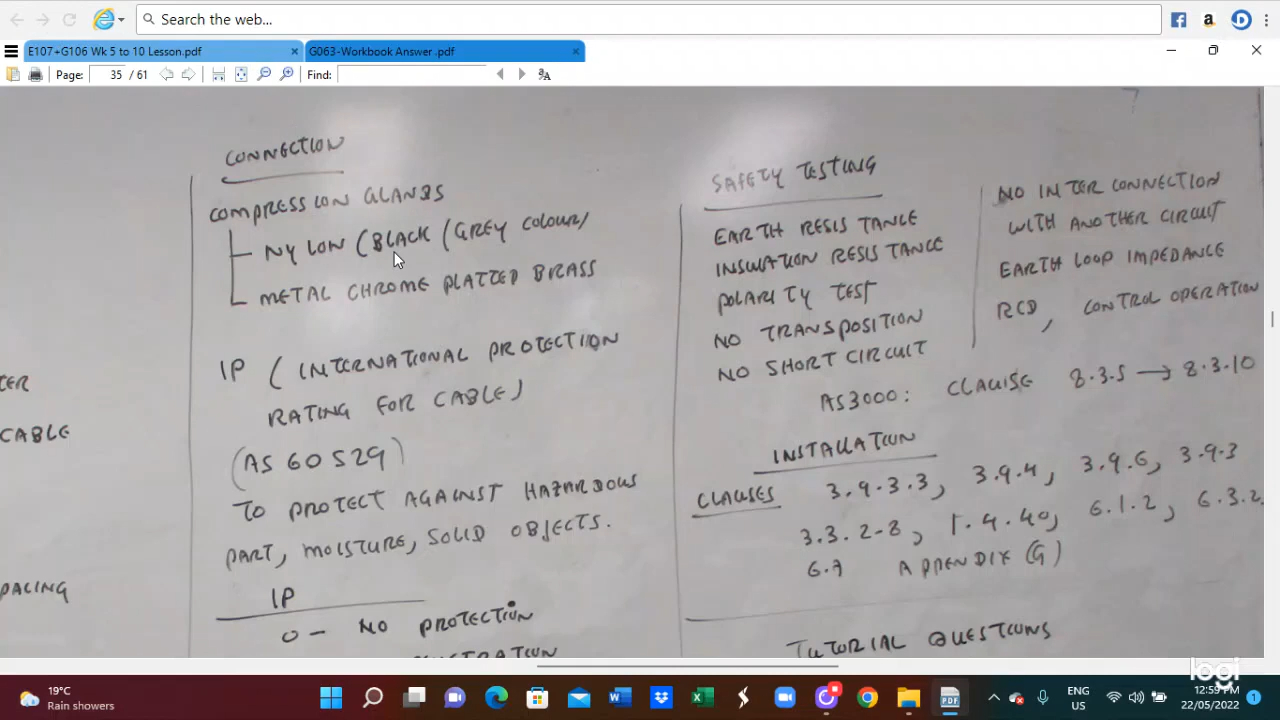 Search the web...
E107+G106 Wk 5 to 10 Lesson.pdf
G063-Workbook Answer .pdf
Page: 35 / 61
Find:
CONNECTION
COMPRESSION GLANDS
NYLON (BLACK (GREY COLOUR)
METAL CHROME PLATTED BRASS
IP (INTERNATIONAL PROTECTION
RATING FOR CABLE)
(AS 60529)
TO PROTECT AGAINST HAZARDOUS
PART, MOISTURE, SOLID OBJECTS.
IP
0 - NO PROTECTION
TER
CABLE
PACING
SAFETY TESTING
EARTH RESISTANCE
INSULATION RESISTANCE
POLARITY TEST
NO TRANSPOSITION
NO SHORT CIRCUIT
NO INTER CONNECTION
WITH ANOTHER CIRCUIT
EARTH LOOP IMPEDANCE
RCD, CONTROL OPERATION
AS3000: CLAUSE 8.3.5 → 8.3.10
INSTALLATION
CLAUSES 3.9.3.3, 3.9.4, 3.9.6, 3.9.3
3.3.2-8, 1.4.40, 6.1.2, 6.3.2
APPENDIX (G)
TUTORIAL QUESTIONS
logi
19°C
Rain showers
ENG
US
12:59 PM
22/05/2022